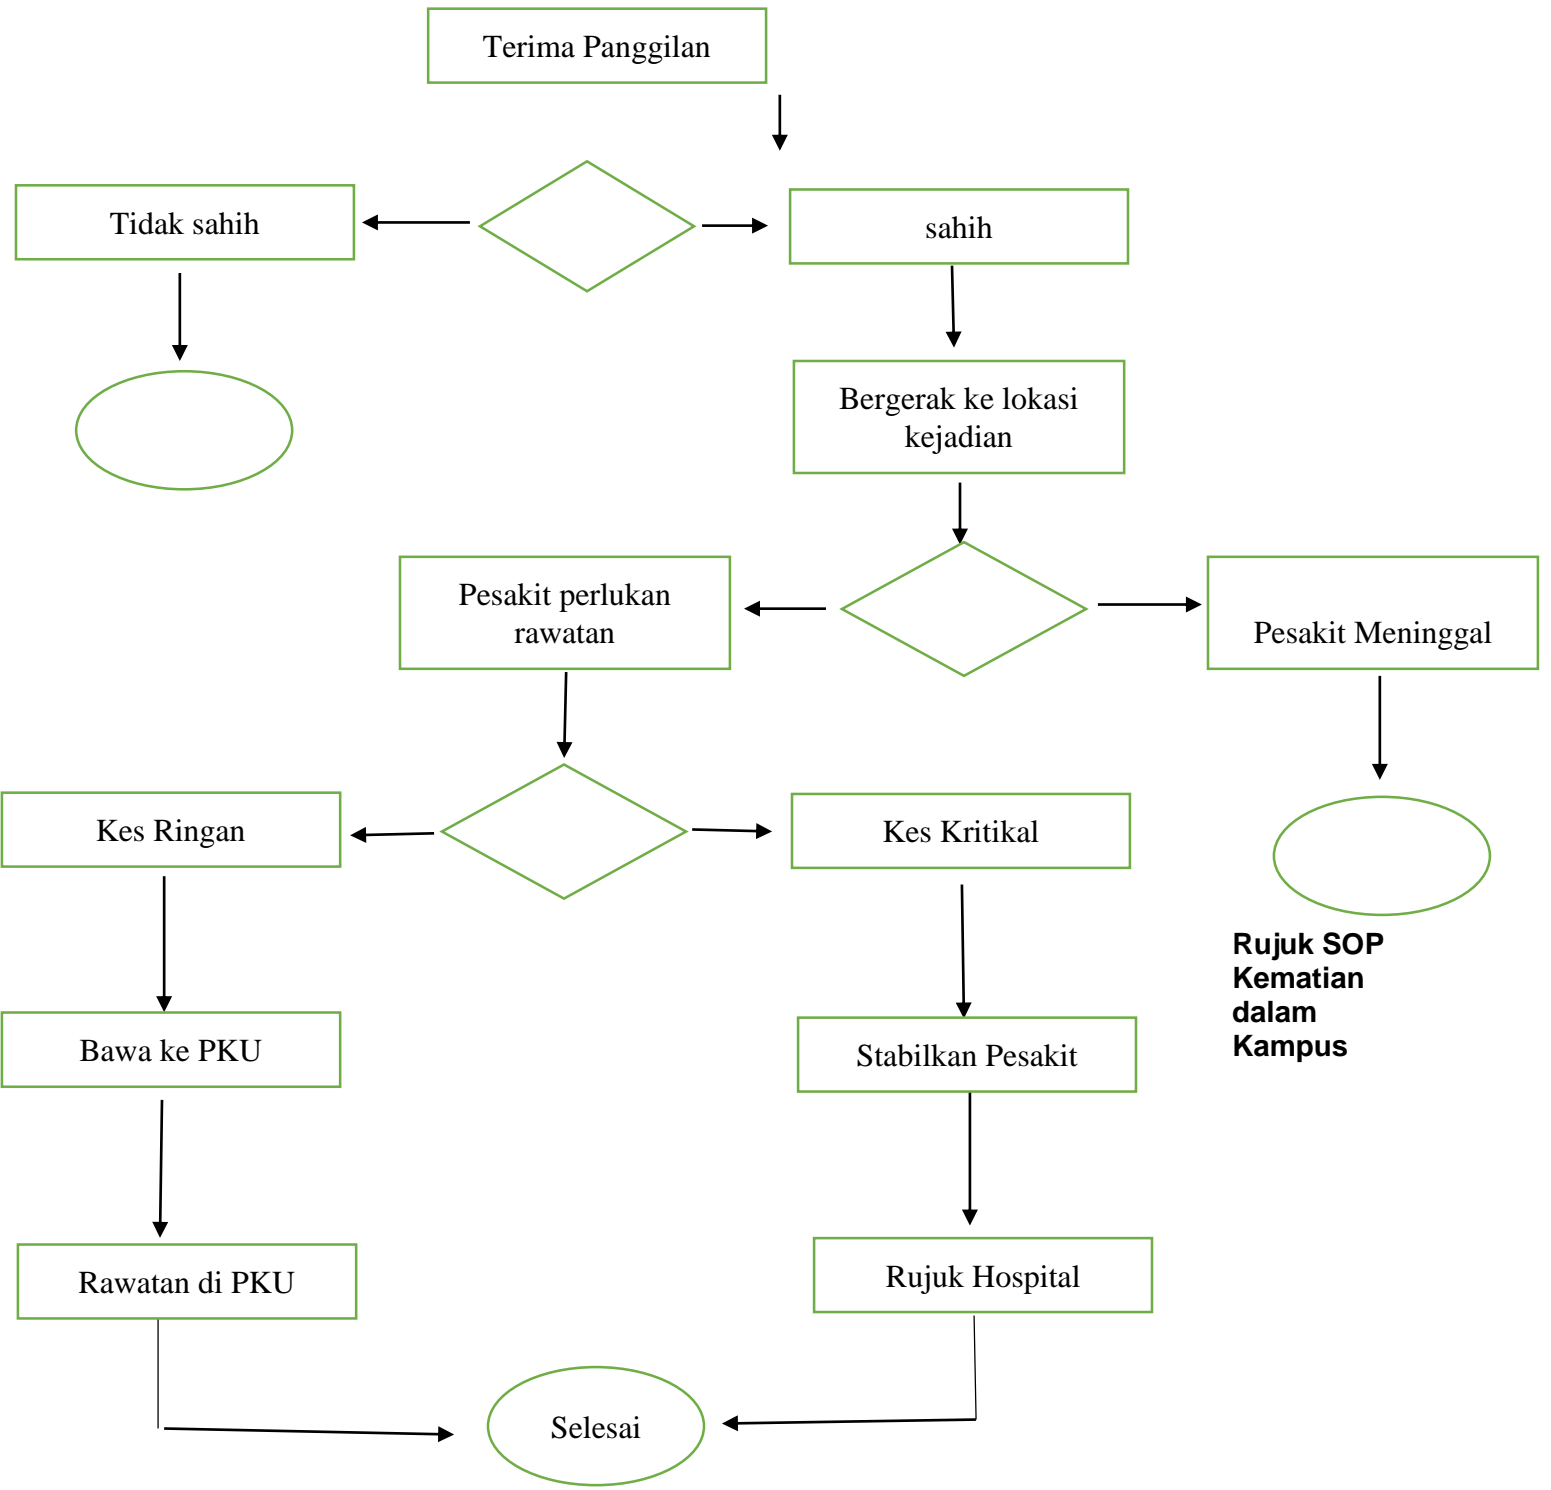 Terima Panggilan
Tidak sahih
sahih
Bergerak ke lokasi
kejadian
Pesakit perlukan
rawatan
Pesakit Meninggal
Kes Ringan
Kes Kritikal
Rujuk SOP
Kematian
dalam
Kampus
Bawa ke PKU
Stabilkan Pesakit
Rawatan di PKU
Rujuk Hospital
Selesai